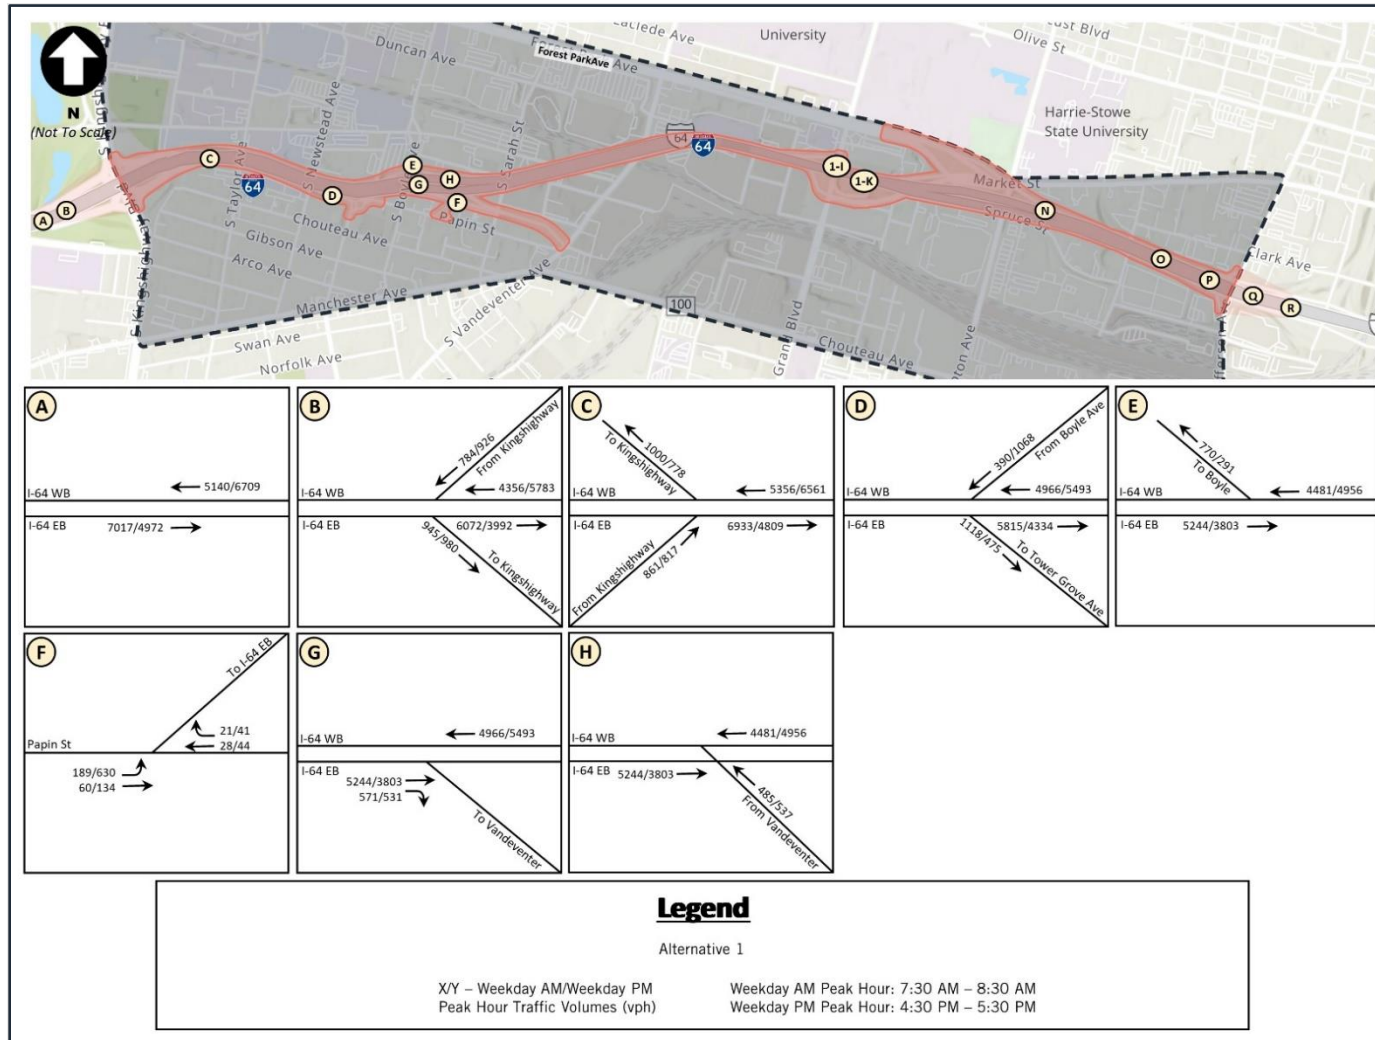 Laclede Ave
University
Olive St
Duncan Ave
Forest ParkAve
N
(Not To Scale)
Harrie-Stowe
State University
S Newstead Ave
S Taylor Ave
S Boyle Ave
S Sarah St
64
64
64
C
E
G
H
F
D
A
B
1-I
1-K
N
O
P
Q
R
Market St
Spruce St
Papin St
Clark Ave
Chouteau Ave
Gibson Ave
Arco Ave
Manchester Ave
S Vandeventer Ave
100
Swan Ave
Norfolk Ave
Grand Blvd
Chouteau Ave
A
I-64 WB
5140/6709
I-64 EB
7017/4972
B
784/926
From Kingshighway
I-64 WB
4356/5783
I-64 EB
945/980
6072/3992
To Kingshighway
C
1000/778
To Kingshighway
I-64 WB
5356/6561
I-64 EB
6933/4809
From Kingshighway
861/817
D
390/1068
From Boyle Ave
I-64 WB
4966/5493
I-64 EB
1118/475
5815/4334
To Tower Grove Ave
E
770/291
To Boyle
I-64 WB
4481/4956
I-64 EB
5244/3803
F
To I-64 EB
21/41
Papin St
28/44
189/630
60/134
G
4966/5493
I-64 WB
I-64 EB
5244/3803
571/531
To Vandeventer
H
4481/4956
I-64 WB
I-64 EB
5244/3803
485/537
From Vandeventer
Legend
Alternative 1
X/Y – Weekday AM/Weekday PM
Peak Hour Traffic Volumes (vph)
Weekday AM Peak Hour: 7:30 AM – 8:30 AM
Weekday PM Peak Hour: 4:30 PM – 5:30 PM